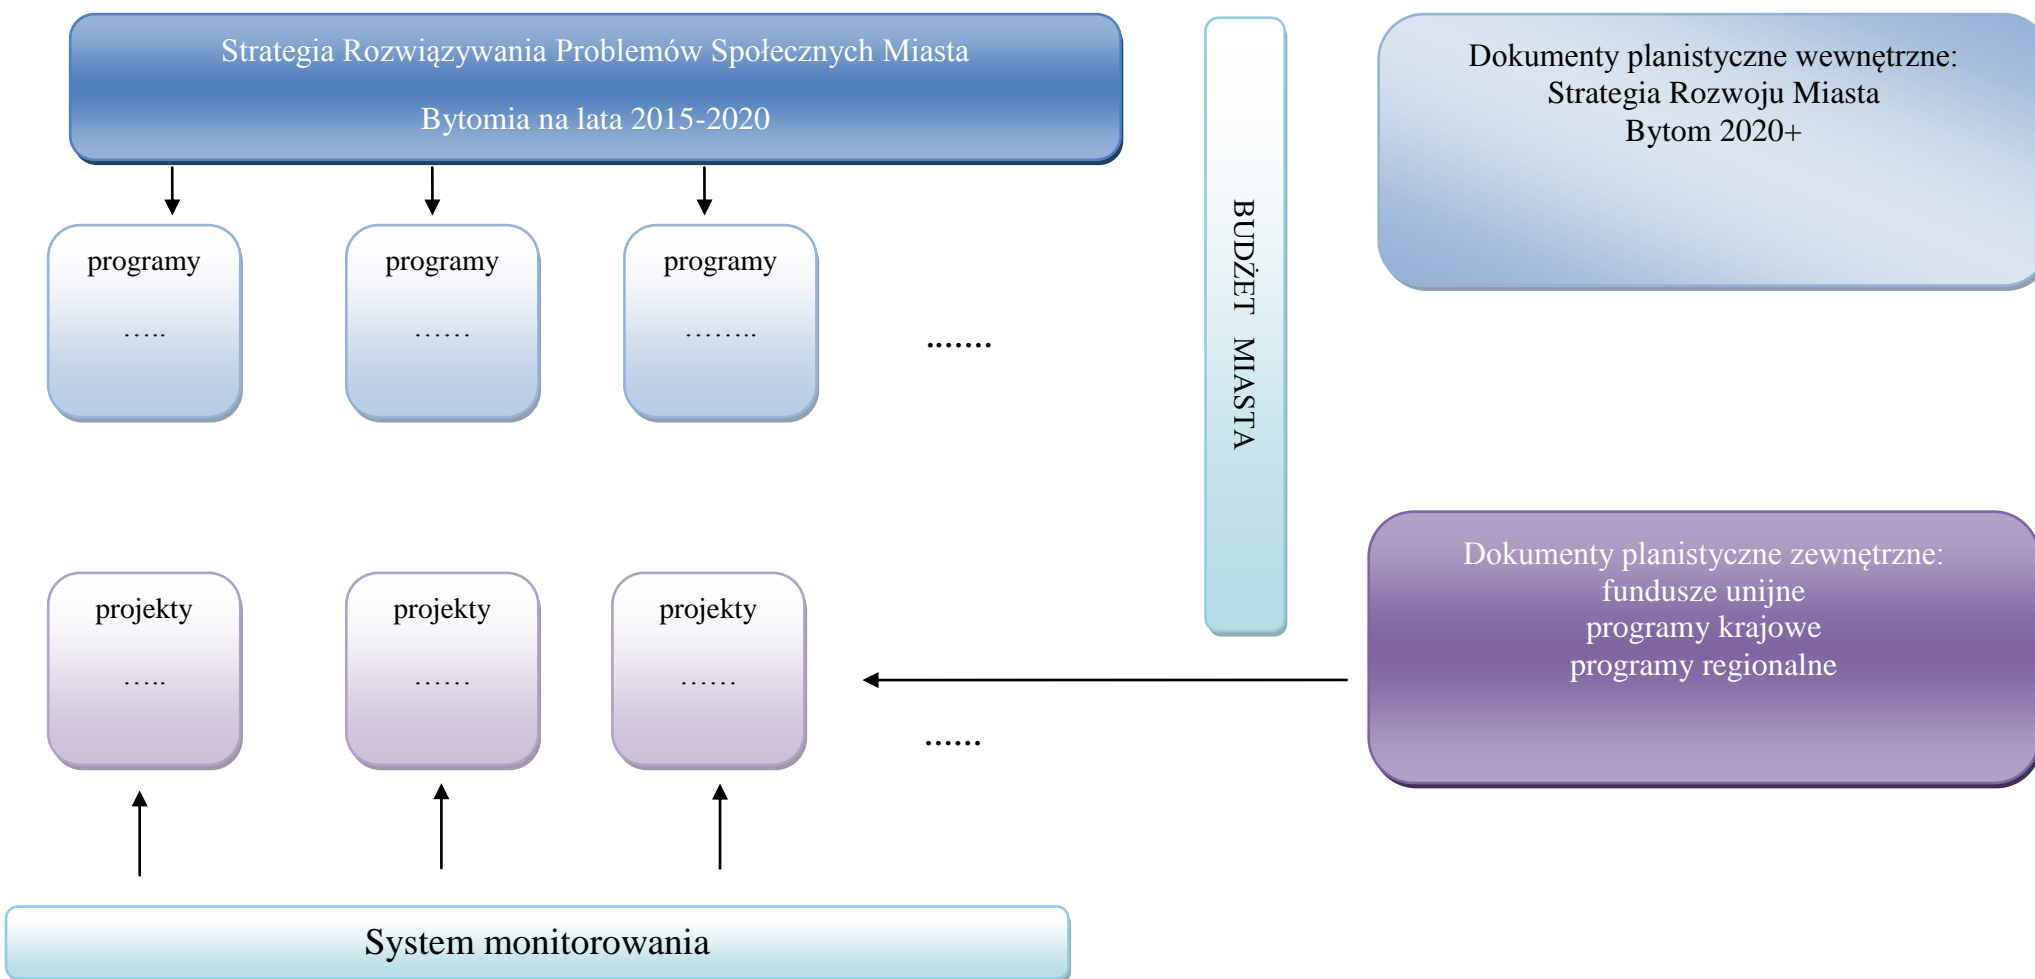 Strategia Rozwiązywania Problemów Społecznych Miasta
Bytomia na lata 2015-2020
Dokumenty planistyczne wewnętrzne:
Strategia Rozwoju Miasta
Bytom 2020+
BUDŻET MIASTA
programy
…..
programy
……
programy
……..
.......
Dokumenty planistyczne zewnętrzne:
fundusze unijne
programy krajowe
programy regionalne
projekty
…..
projekty
……
projekty
……
......
System monitorowania